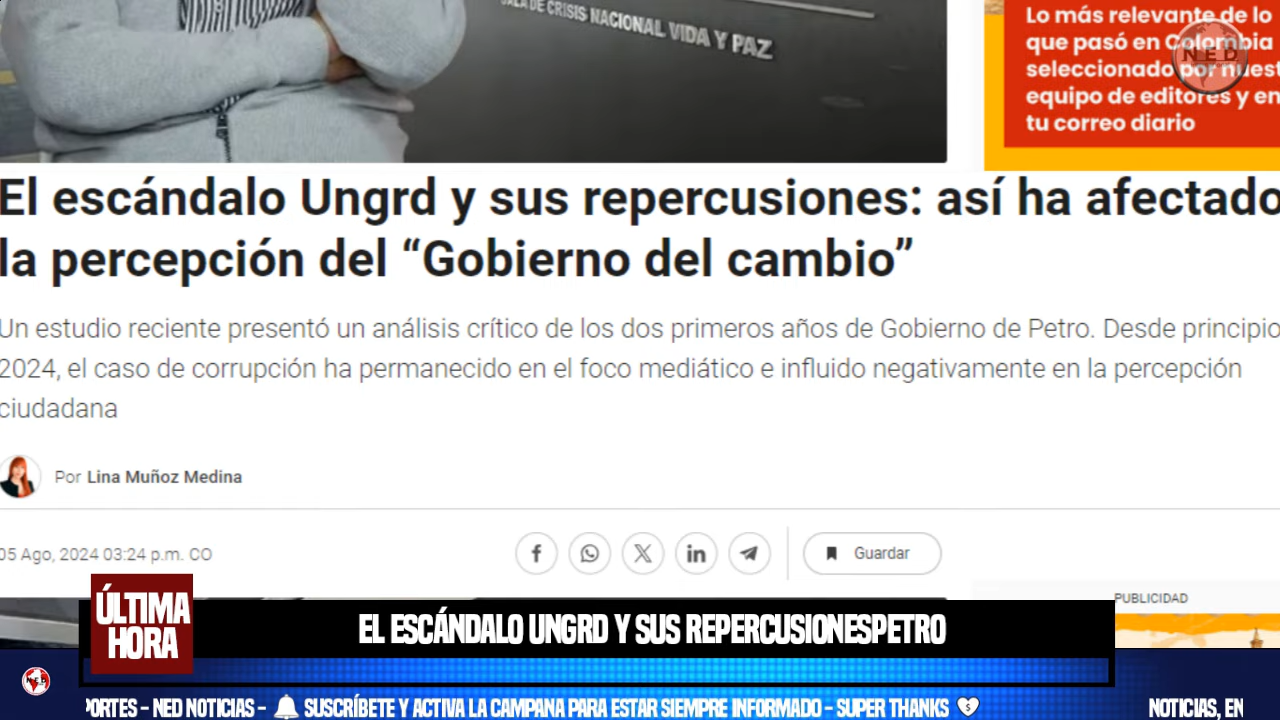 SALA DE CRISIS NACIONAL VIDA Y PAZ
Lo más relevante de lo
que pasó en Colombia
seleccionado por nuest
equipo de editores y en
tu correo diario
NED
El escándalo Ungrd y sus repercusiones: así ha afectado
la percepción del “Gobierno del cambio”
Un estudio reciente presentó un análisis crítico de los dos primeros años de Gobierno de Petro. Desde principio
2024, el caso de corrupción ha permanecido en el foco mediático e influido negativamente en la percepción
ciudadana
Por Lina Muñoz Medina
05 Ago, 2024 03:24 p.m. CO
Guardar
PUBLICIDAD
ÚLTIMA
HORA
EL ESCÁNDALO UNGRD Y SUS REPERCUSIONESPETRO
NED
PORTES - NED NOTICIAS - SUSCRÍBETE Y ACTIVA LA CAMPANA PARA ESTAR SIEMPRE INFORMADO - SUPER THANKS
NOTICIAS, EN